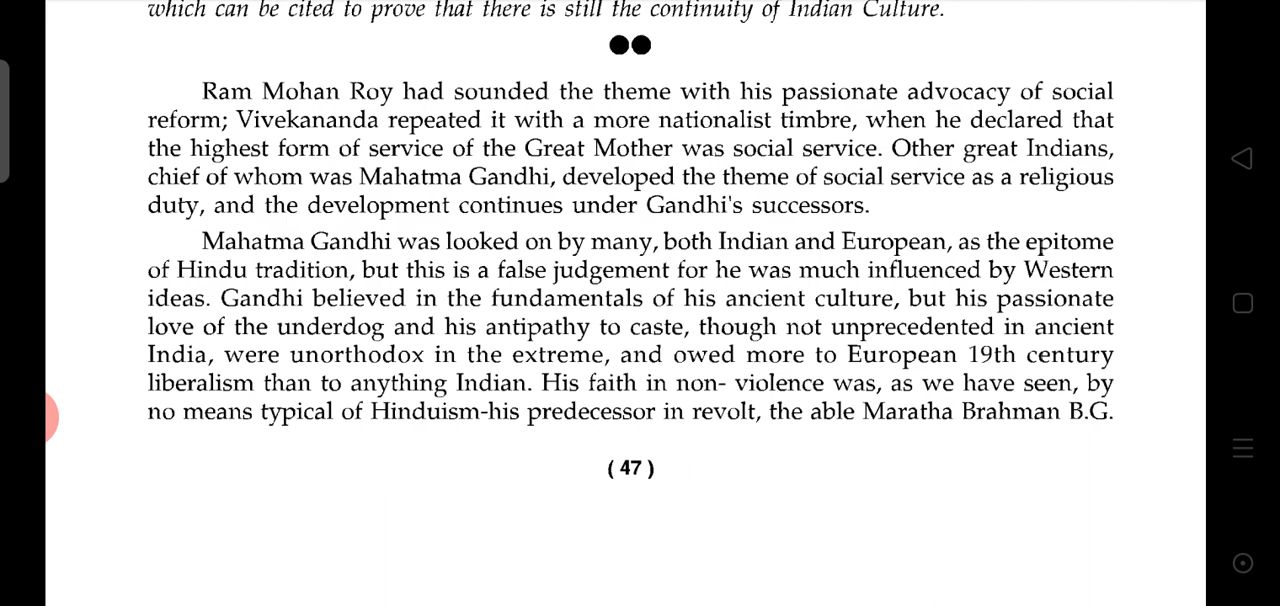 which can be cited to prove that there is still the continuity of Indian Culture.
Ram Mohan Roy had sounded the theme with his passionate advocacy of social
reform; Vivekananda repeated it with a more nationalist timbre, when he declared that
the highest form of service of the Great Mother was social service. Other great Indians,
chief of whom was Mahatma Gandhi, developed the theme of social service as a religious
duty, and the development continues under Gandhi's successors.
Mahatma Gandhi was looked on by many, both Indian and European, as the epitome
of Hindu tradition, but this is a false judgement for he was much influenced by Western
ideas. Gandhi believed in the fundamentals of his ancient culture, but his passionate
love of the underdog and his antipathy to caste, though not unprecedented in ancient
India, were unorthodox in the extreme, and owed more to European 19th century
liberalism than to anything Indian. His faith in non- violence was, as we have seen, by
no means typical of Hinduism-his predecessor in revolt, the able Maratha Brahman B.G.
( 47 )